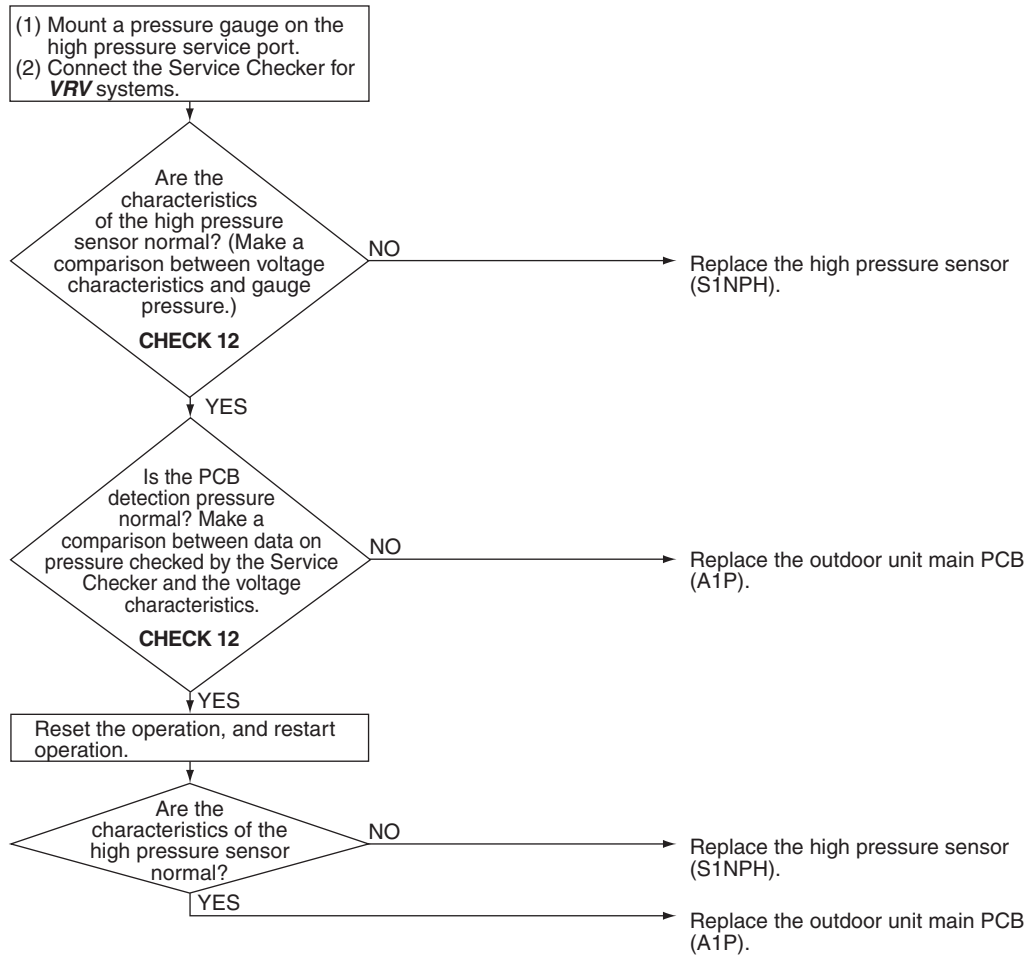 (1) Mount a pressure gauge on the
high pressure service port.
(2) Connect the Service Checker for
VRV systems.
Are the
characteristics
of the high pressure
sensor normal? (Make a
comparison between voltage
characteristics and gauge
pressure.)
CHECK 12
NO
Replace the high pressure sensor
(S1NPH).
YES
Is the PCB
detection pressure
normal? Make a
comparison between data on
pressure checked by the Service
Checker and the voltage
characteristics.
CHECK 12
NO
Replace the outdoor unit main PCB
(A1P).
YES
Reset the operation, and restart
operation.
Are the
characteristics of the
high pressure sensor
normal?
NO
Replace the high pressure sensor
(S1NPH).
YES
Replace the outdoor unit main PCB
(A1P).